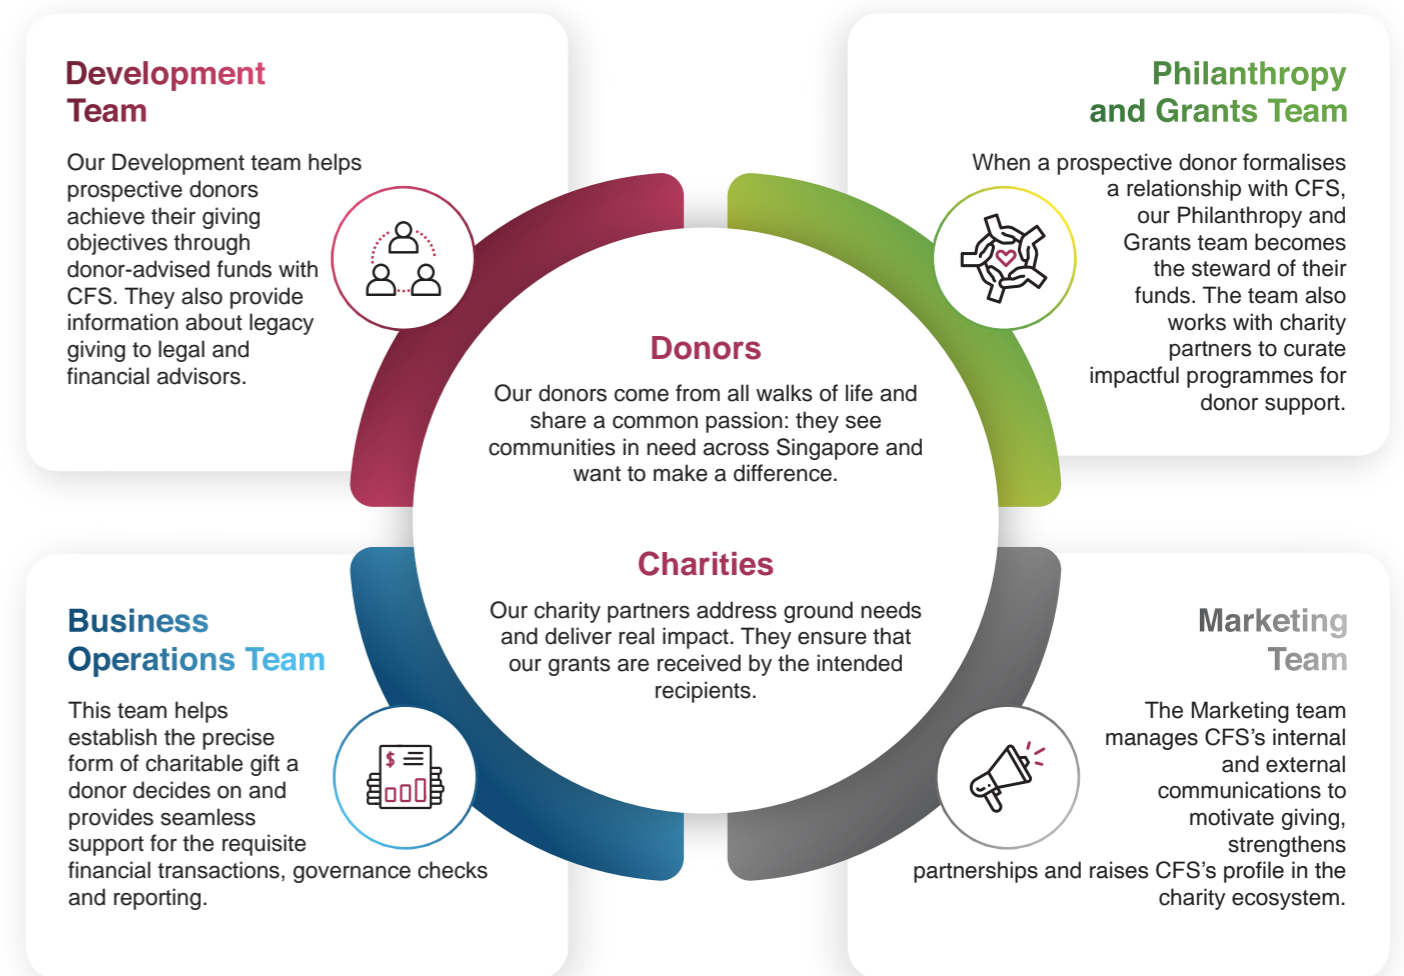 Development
Team
Our Development team helps
prospective donors
achieve their giving
objectives through
donor-advised funds with
CFS. They also provide
information about legacy
giving to legal and
financial advisors.
Philanthropy
and Grants Team
When a prospective donor formalises
a relationship with CFS,
our Philanthropy and
Grants team becomes
the steward of their
funds. The team also
works with charity
partners to curate
impactful programmes for
donor support.
Donors
Our donors come from all walks of life and
share a common passion: they see
communities in need across Singapore and
want to make a difference.
Charities
Our charity partners address ground needs
and deliver real impact. They ensure that
our grants are received by the intended
recipients.
Business
Operations Team
This team helps
establish the precise
form of charitable gift a
donor decides on and
provides seamless
support for the requisite
financial transactions, governance checks
and reporting.
$
Marketing
Team
The Marketing team
manages CFS's internal
and external
communications to
motivate giving,
strengthens
partnerships and raises CFS's profile in the
charity ecosystem.